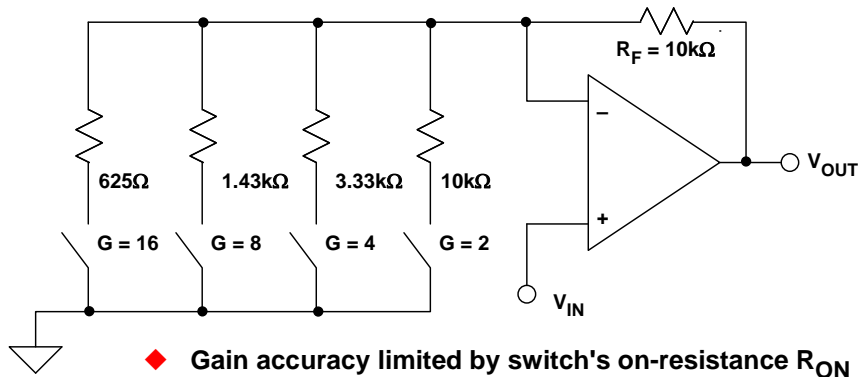 R_F = 10kΩ
625Ω
1.43kΩ
3.33kΩ
10kΩ
–
V_OUT
G = 16
G = 8
G = 4
G = 2
+
V_IN
◆ Gain accuracy limited by switch's on-resistance R_ON